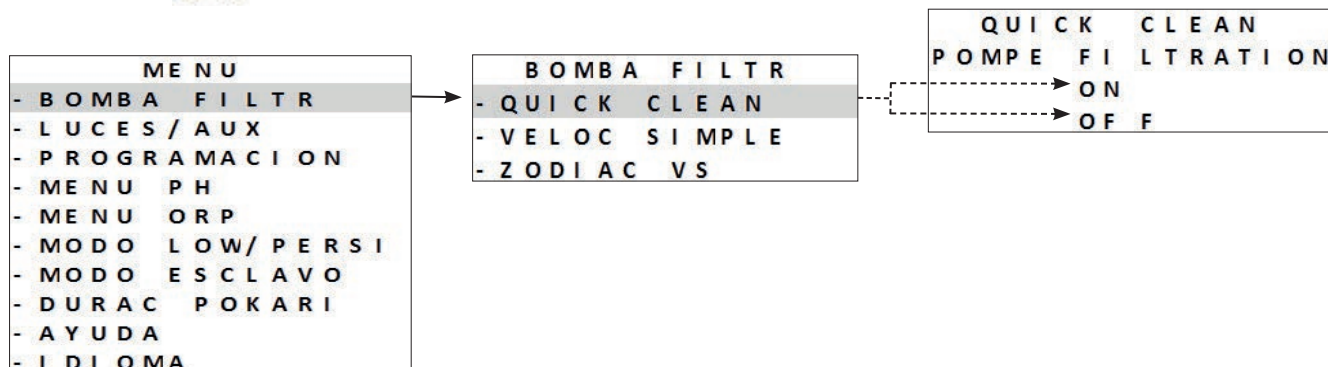 MENU
- BOMBA FILTR
- LUCES/AUX
- PROGRAMACION
- MENU PH
- MENU ORP
- MODO LOW/PERSI
- MODO ESCLAVO
- DURAC POKARI
- AYUDA
- IDIOMA
BOMBA FILTR
- QUICK CLEAN
- VELOC SIMPLE
- ZODIAC VS
QUICK CLEAN
POMPE FILTRATION
ON
OFF